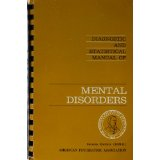 DIAGNOSTIC
AND
STATISTICAL
MANUAL OF
MENTAL
DISORDERS
AMERICAN PSYCHIATRIC ASSOCIATION